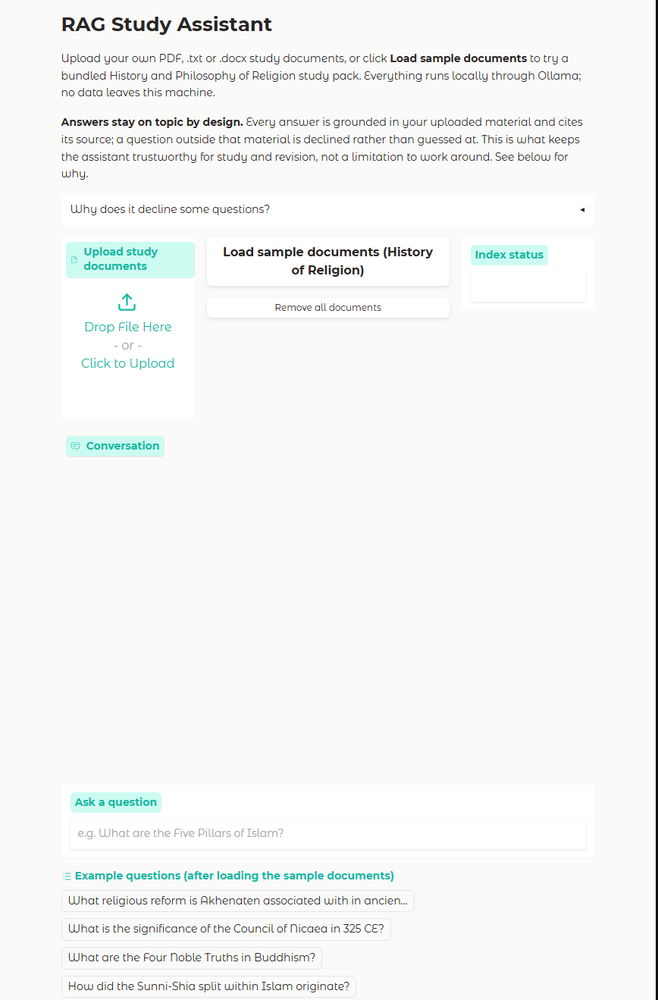 RAG Study Assistant
Upload your own PDF, .txt or .docx study documents, or click Load sample documents to try a
bundled History and Philosophy of Religion study pack. Everything runs locally through Ollama;
no data leaves this machine.
Answers stay on topic by design. Every answer is grounded in your uploaded material and cites
its source; a question outside that material is declined rather than guessed at. This is what keeps
the assistant trustworthy for study and revision, not a limitation to work around. See below for
why.
Why does it decline some questions?
Upload study
documents
Drop File Here
- or -
Click to Upload
Load sample documents (History
of Religion)
Remove all documents
Index status
Conversation
Ask a question
e.g. What are the Five Pillars of Islam?
Example questions (after loading the sample documents)
What religious reform is Akhenaten associated with in ancien...
What is the significance of the Council of Nicaea in 325 CE?
What are the Four Noble Truths in Buddhism?
How did the Sunni-Shia split within Islam originate?